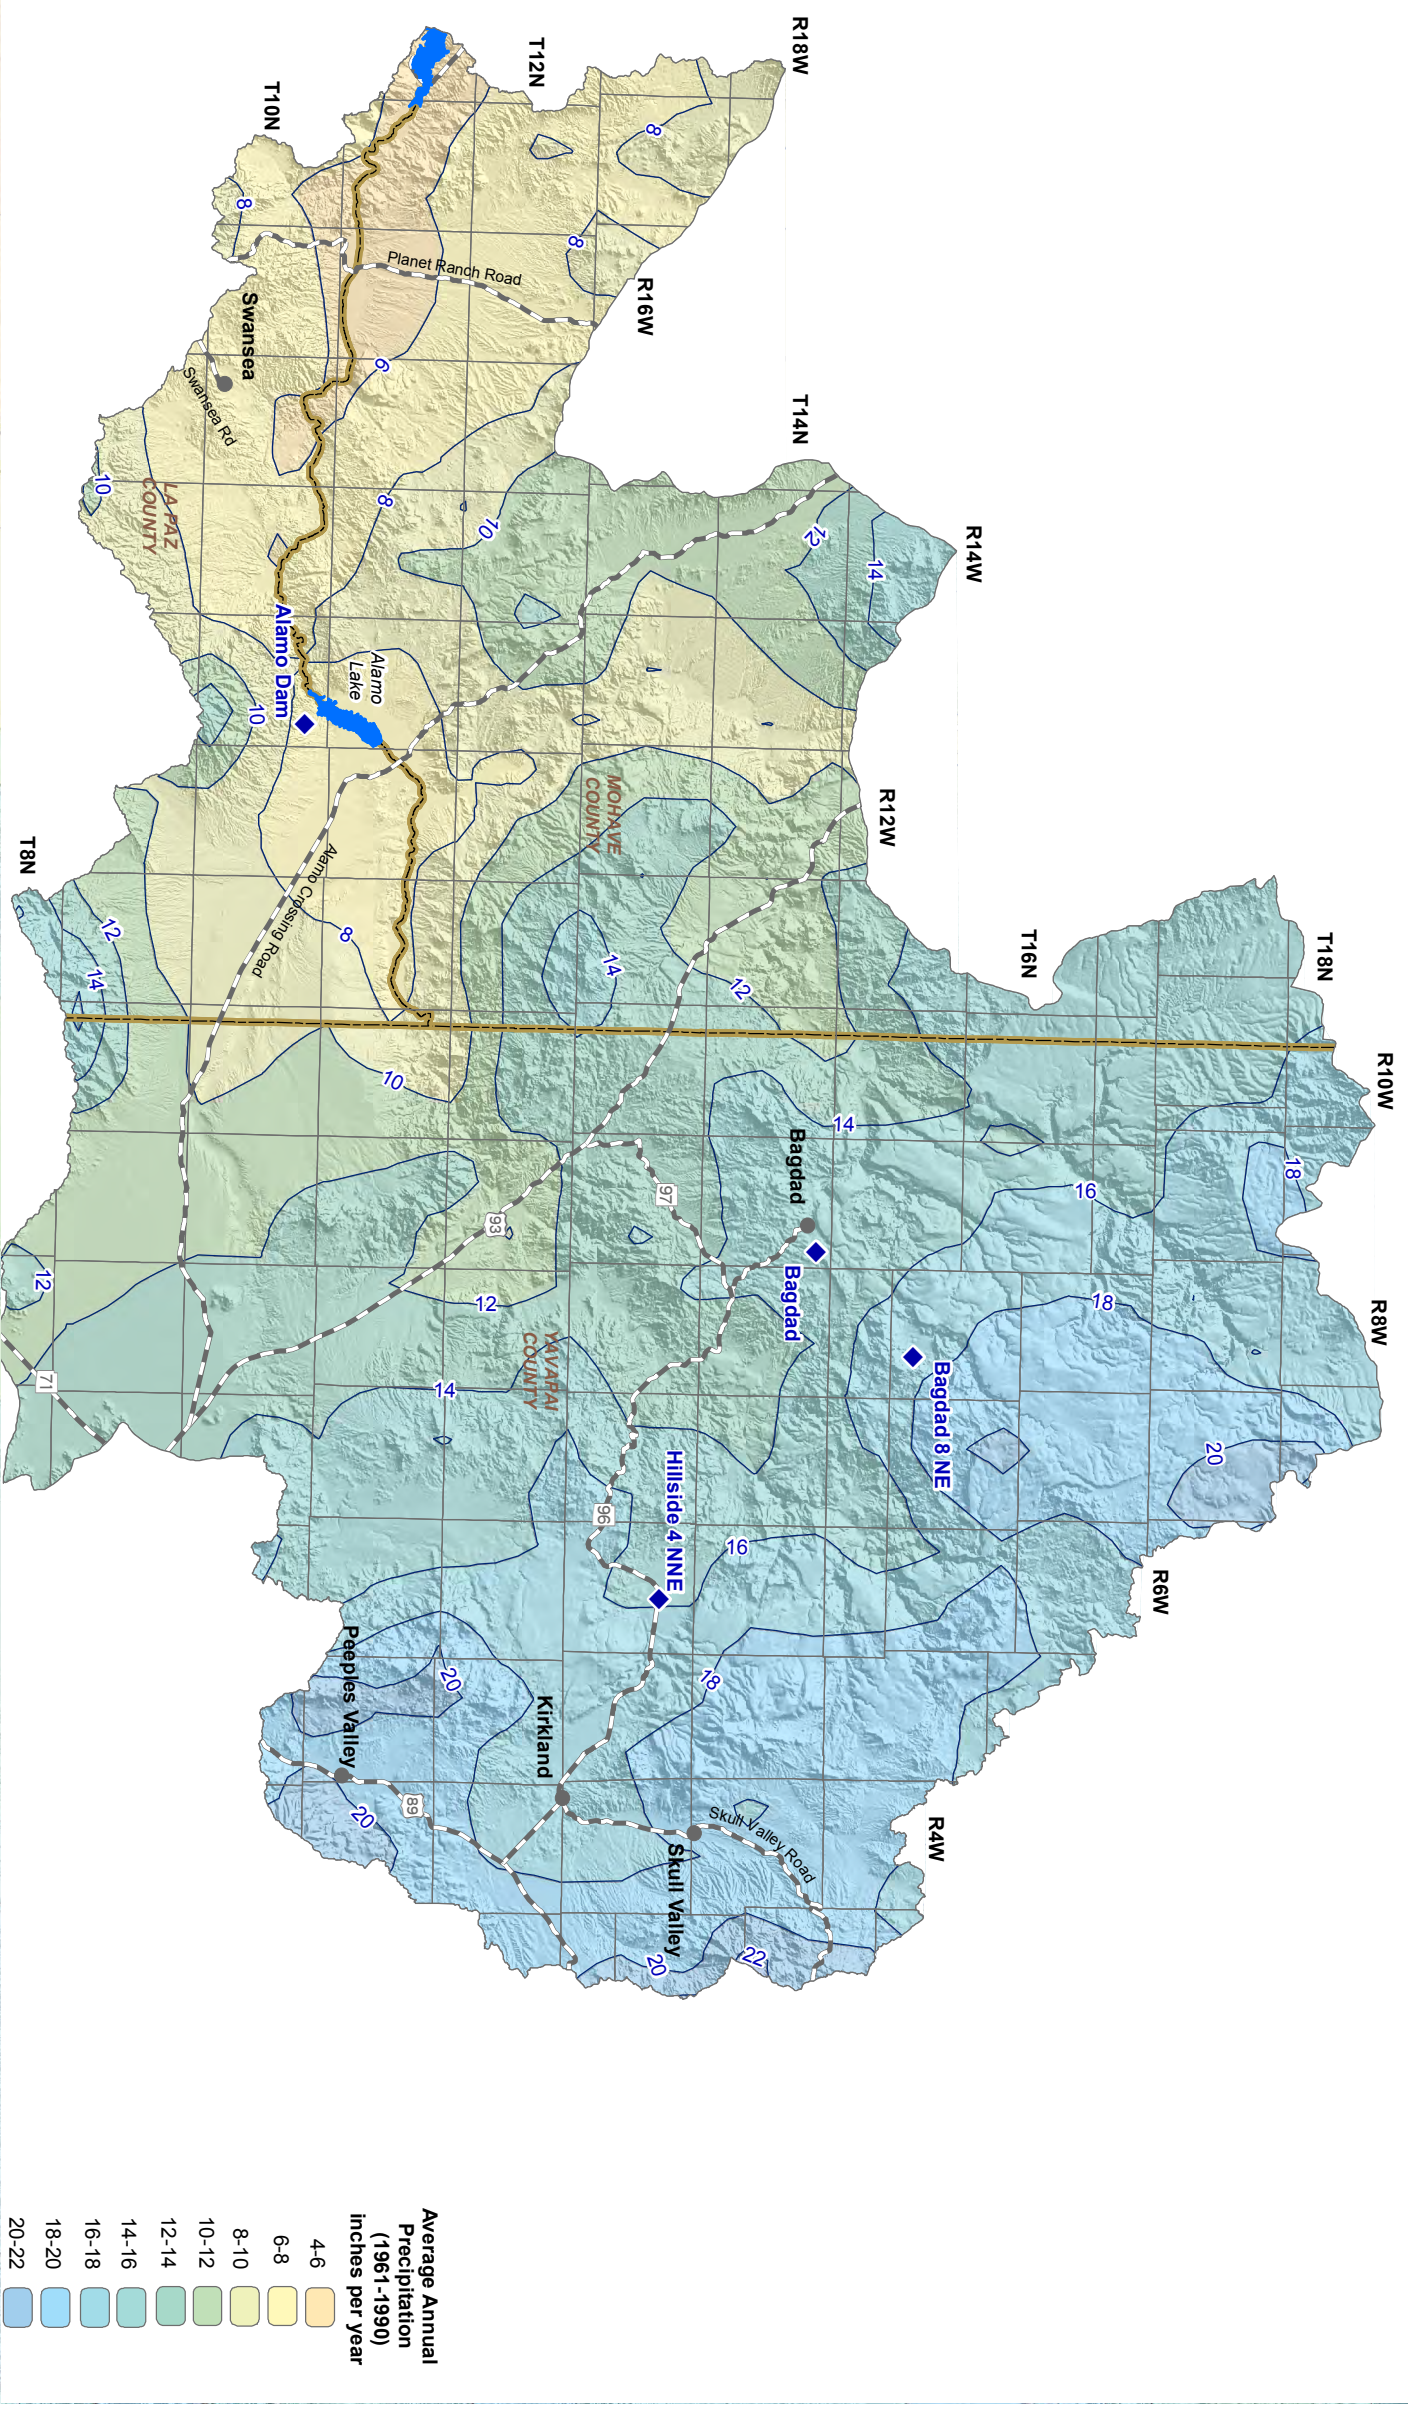 R18W
T12N
T10N
8
8
8
Planet Ranch Road
R16W
Swansea
Swansea Rd
6
T14N
10
LA PAZ
COUNTY
8
10
12
14
R14W
Alamo Dam
Alamo
Lake
10
MOHAVE
COUNTY
R12W
T8N
Alamo Crossing Road
12
14
8
14
12
T16N
T18N
10
R10W
14
Bagdad
18
16
97
93
12
12
Bagdad
18
R8W
YAVAPAI
COUNTY
71
14
Bagdad 8 NE
20
Hillside 4 NNE
96
16
R6W
Peeples Valley
20
Kirkland
18
20
89
Skull Valley Road
Skull Valley
R4W
20
22
Average Annual
Precipitation
(1961-1990)
inches per year
4-6
6-8
8-10
10-12
12-14
14-16
16-18
18-20
20-22